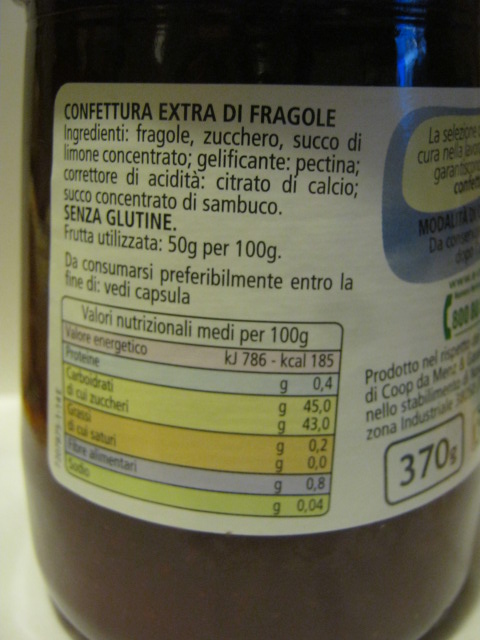 CONFETTURA EXTRA DI FRAGOLE
Ingredienti: fragole, zucchero, succo di
limone concentrato; gelificante: pectina;
correttore di acidità: citrato di calcio;
succo concentrato di sambuco.
SENZA GLUTINE.
Frutta utilizzata: 50g per 100g.
Da consumarsi preferibilmente entro la
fine di: vedi capsula
Valori nutrizionali medi per 100g
Valore energetico kJ 786 - kcal 185
Proteine g 0,4
Carboidrati g 45,0
di cui zuccheri g 43,0
Grassi g 0,2
di cui saturi g 0,0
Fibre alimentari g 0,8
Sodio g 0,04
La selezione
cura nella
MODALITÀ DI
Da
800
Prodotto nel rispetto
di Coop da Menz &
nello stabilimento di
zona Industriale
370g